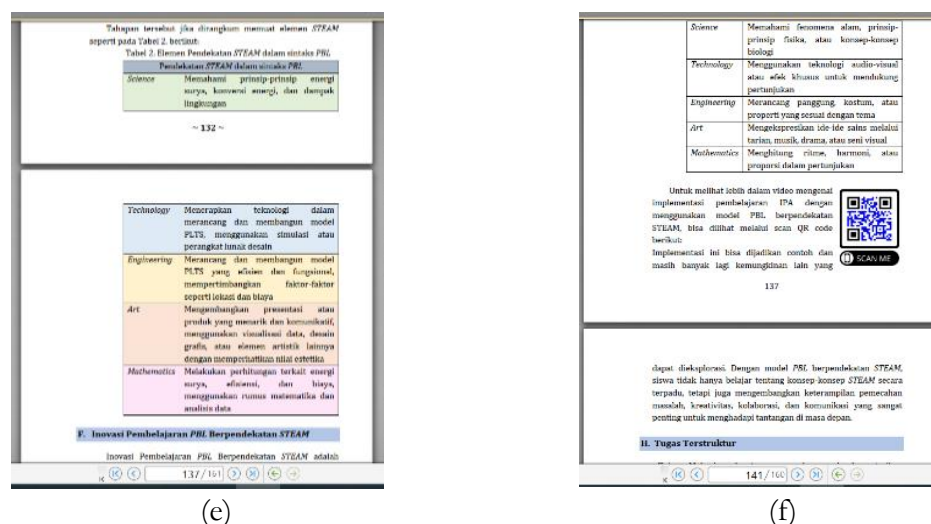 Tahapan tersebut jika dirangkum memuat elemen STEAM
seperti pada Tabel 2. berikut:
Tabel 2. Elemen Pendekatan STEAM dalam sintaks PBL
Pendekatan STEAM dalam sintaks PBL
Science Memahami prinsip-prinsip energi
surya, konversi energi, dan dampak
lingkungan
~ 132 ~
Technology Menerapkan teknologi dalam
merancang dan membangun model
PLTS, menggunakan simulasi atau
perangkat lunak desain
Engineering Merancang dan membangun model
PLTS yang efisien dan fungsional,
mempertimbangkan faktor-faktor
seperti lokasi dan biaya
Art Mengembangkan presentasi atau
produk yang menarik dan komunikatif,
menggunakan visualisasi data, desain
grafis, atau elemen artistik lainnya
dengan memperhatikan nilai estetika
Mathematics Melakukan perhitungan terkait energi
surya, efisiensi, dan biaya,
menggunakan rumus matematika dan
analisis data
F. Inovasi Pembelajaran PBL Berpendekatan STEAM
Inovasi Pembelajaran PBL Berpendekatan STEAM adalah
137/161
(e)
Science Memahami fenomena alam, prinsip-
prinsip fisika, atau konsep-konsep
biologi
Technology Menggunakan teknologi audio-visual
atau efek khusus untuk mendukung
pertunjukan
Engineering Merancang panggung, kostum, atau
properti yang sesuai dengan tema
Art Mengekspresikan ide-ide sains melalui
tarian, musik, drama, atau seni visual
Mathematics Menghitung ritme, harmoni, atau
proporsi dalam pertunjukan
Untuk melihat lebih dalam video mengenai
implementasi pembelajaran IPA dengan
menggunakan model PBL berpendekatan
STEAM, bisa dilihat melalui scan QR code
berikut:
Implementasi ini bisa dijadikan contoh dan
masih banyak lagi kemungkinan lain yang
SCAN ME
137
dapat dieksplorasi. Dengan model PBL berpendekatan STEAM,
siswa tidak hanya belajar tentang konsep-konsep STEAM secara
terpadu, tetapi juga mengembangkan keterampilan pemecahan
masalah, kreativitas, kolaborasi, dan komunikasi yang sangat
penting untuk menghadapi tantangan di masa depan.
H. Tugas Terstruktur
141/160
(f)